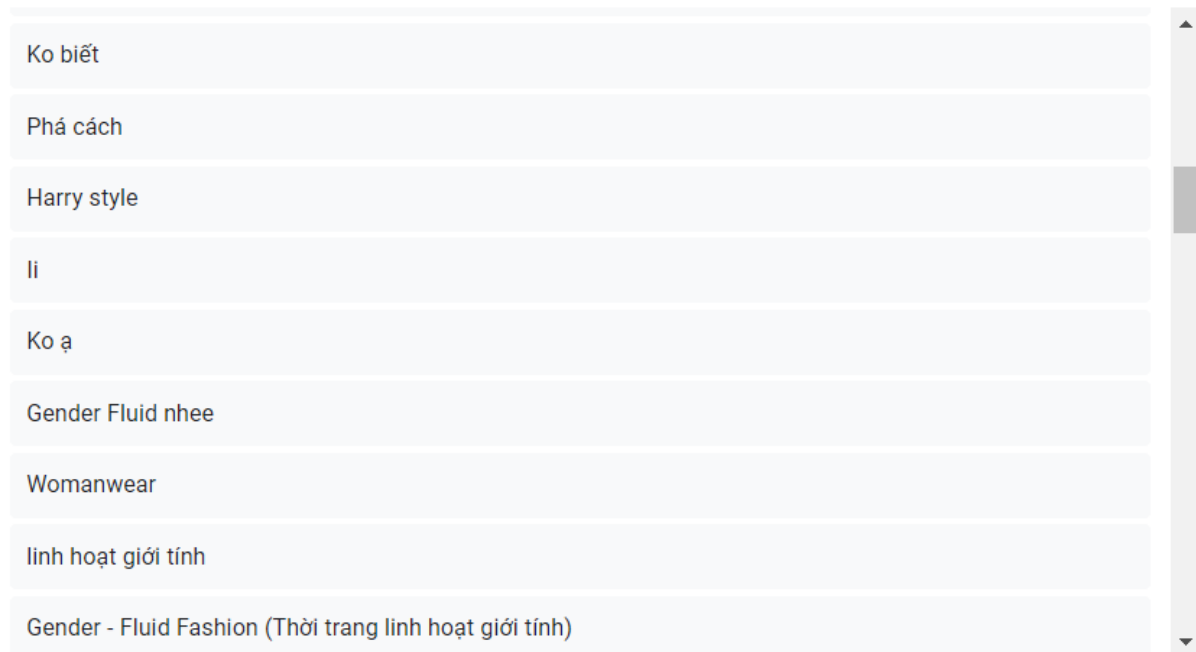 Ko biết
Phá cách
Harry style
li
Ko ạ
Gender Fluid nhee
Womanwear
linh hoạt giới tính
Gender - Fluid Fashion (Thời trang linh hoạt giới tính)